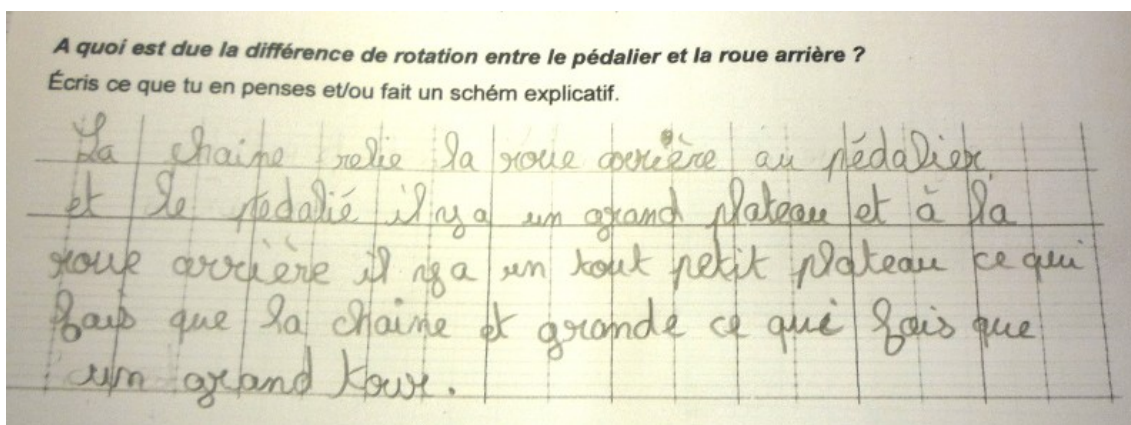 A quoi est due la différence de rotation entre le pédalier et la roue arrière ?
Écris ce que tu en penses et/ou fait un schém explicatif.
La chaine relie la roue arrière au pédalier
et le pédalié il n'y a un grand plateau et à la
roue arrière il n'y a un tout petit plateau ce qui
fais que la chaine et grande ce qui fais que
um grand tour.